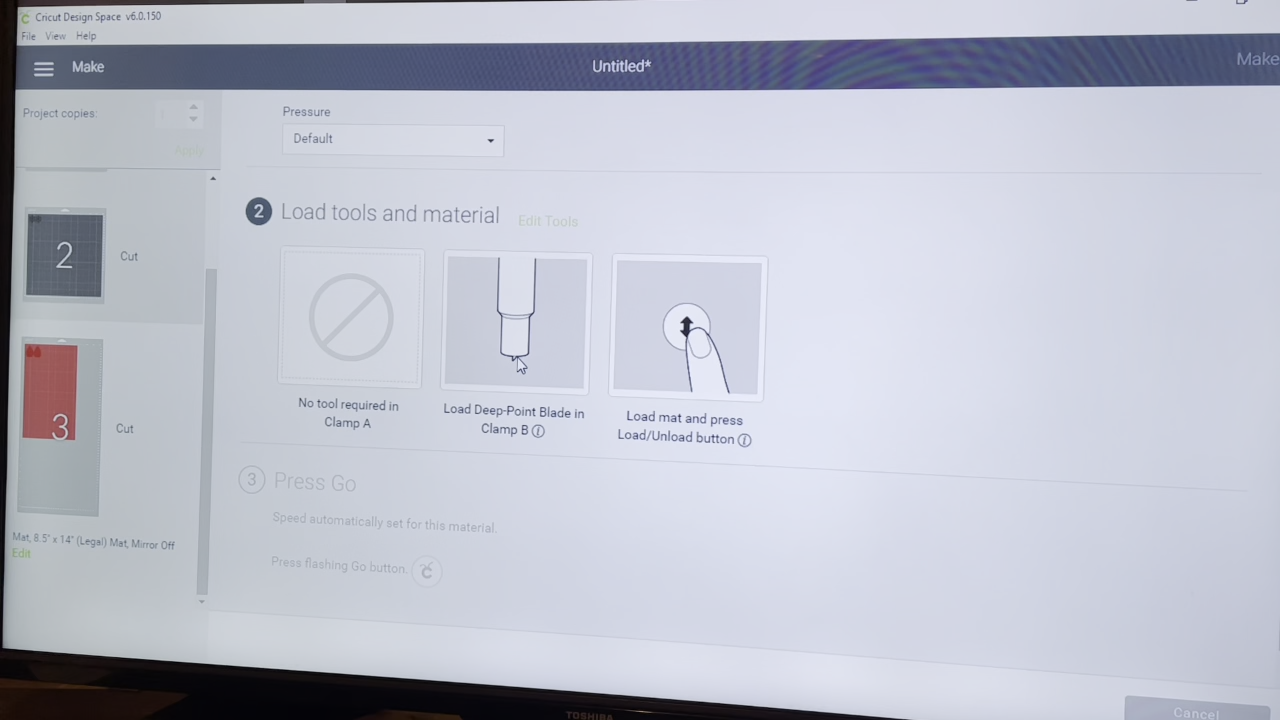 Cricut Design Space v6.0.150
File View Help
Make
Untitled*
Make
Project copies:
1
Apply
Pressure
Default
2 Load tools and material Edit Tools
2
Cut
No tool required in
Clamp A
Load Deep-Point Blade in
Clamp B
Load mat and press
Load/Unload button
3
Cut
3 Press Go
Speed automatically set for this material.
Press flashing Go button.
Mat, 8.5" x 14" (Legal) Mat, Mirror Off
Edit
Cancel
TOSHIBA